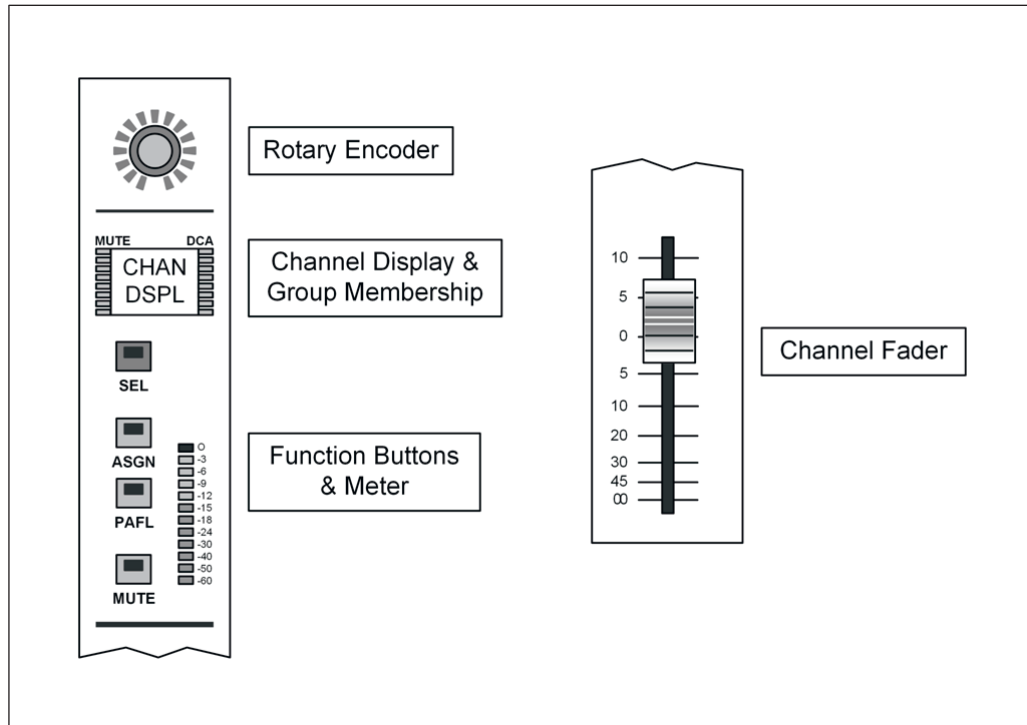 Rotary Encoder
MUTE DCA
CHAN
DSPL
Channel Display &
Group Membership
SEL
ASGN
PAFL
MUTE
O
-3
-6
-9
-12
-15
-18
-24
-30
-40
-50
-60
Function Buttons
& Meter
10
5
0
5
10
20
30
45
00
Channel Fader